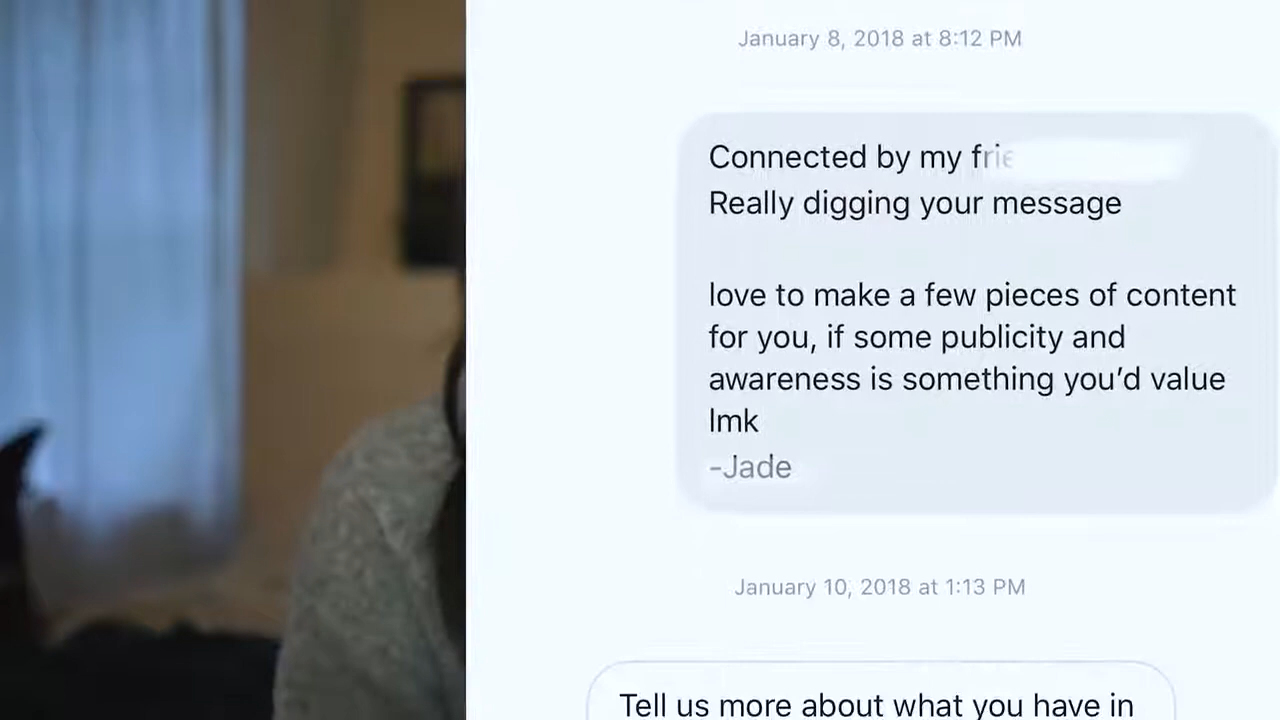 January 8, 2018 at 8:12 PM
Connected by my
Really digging your message
love to make a few pieces of content
for you, if some publicity and
awareness is something you'd value
lmk
-Jade
January 10, 2018 at 1:13 PM
Tell us more about what you have in